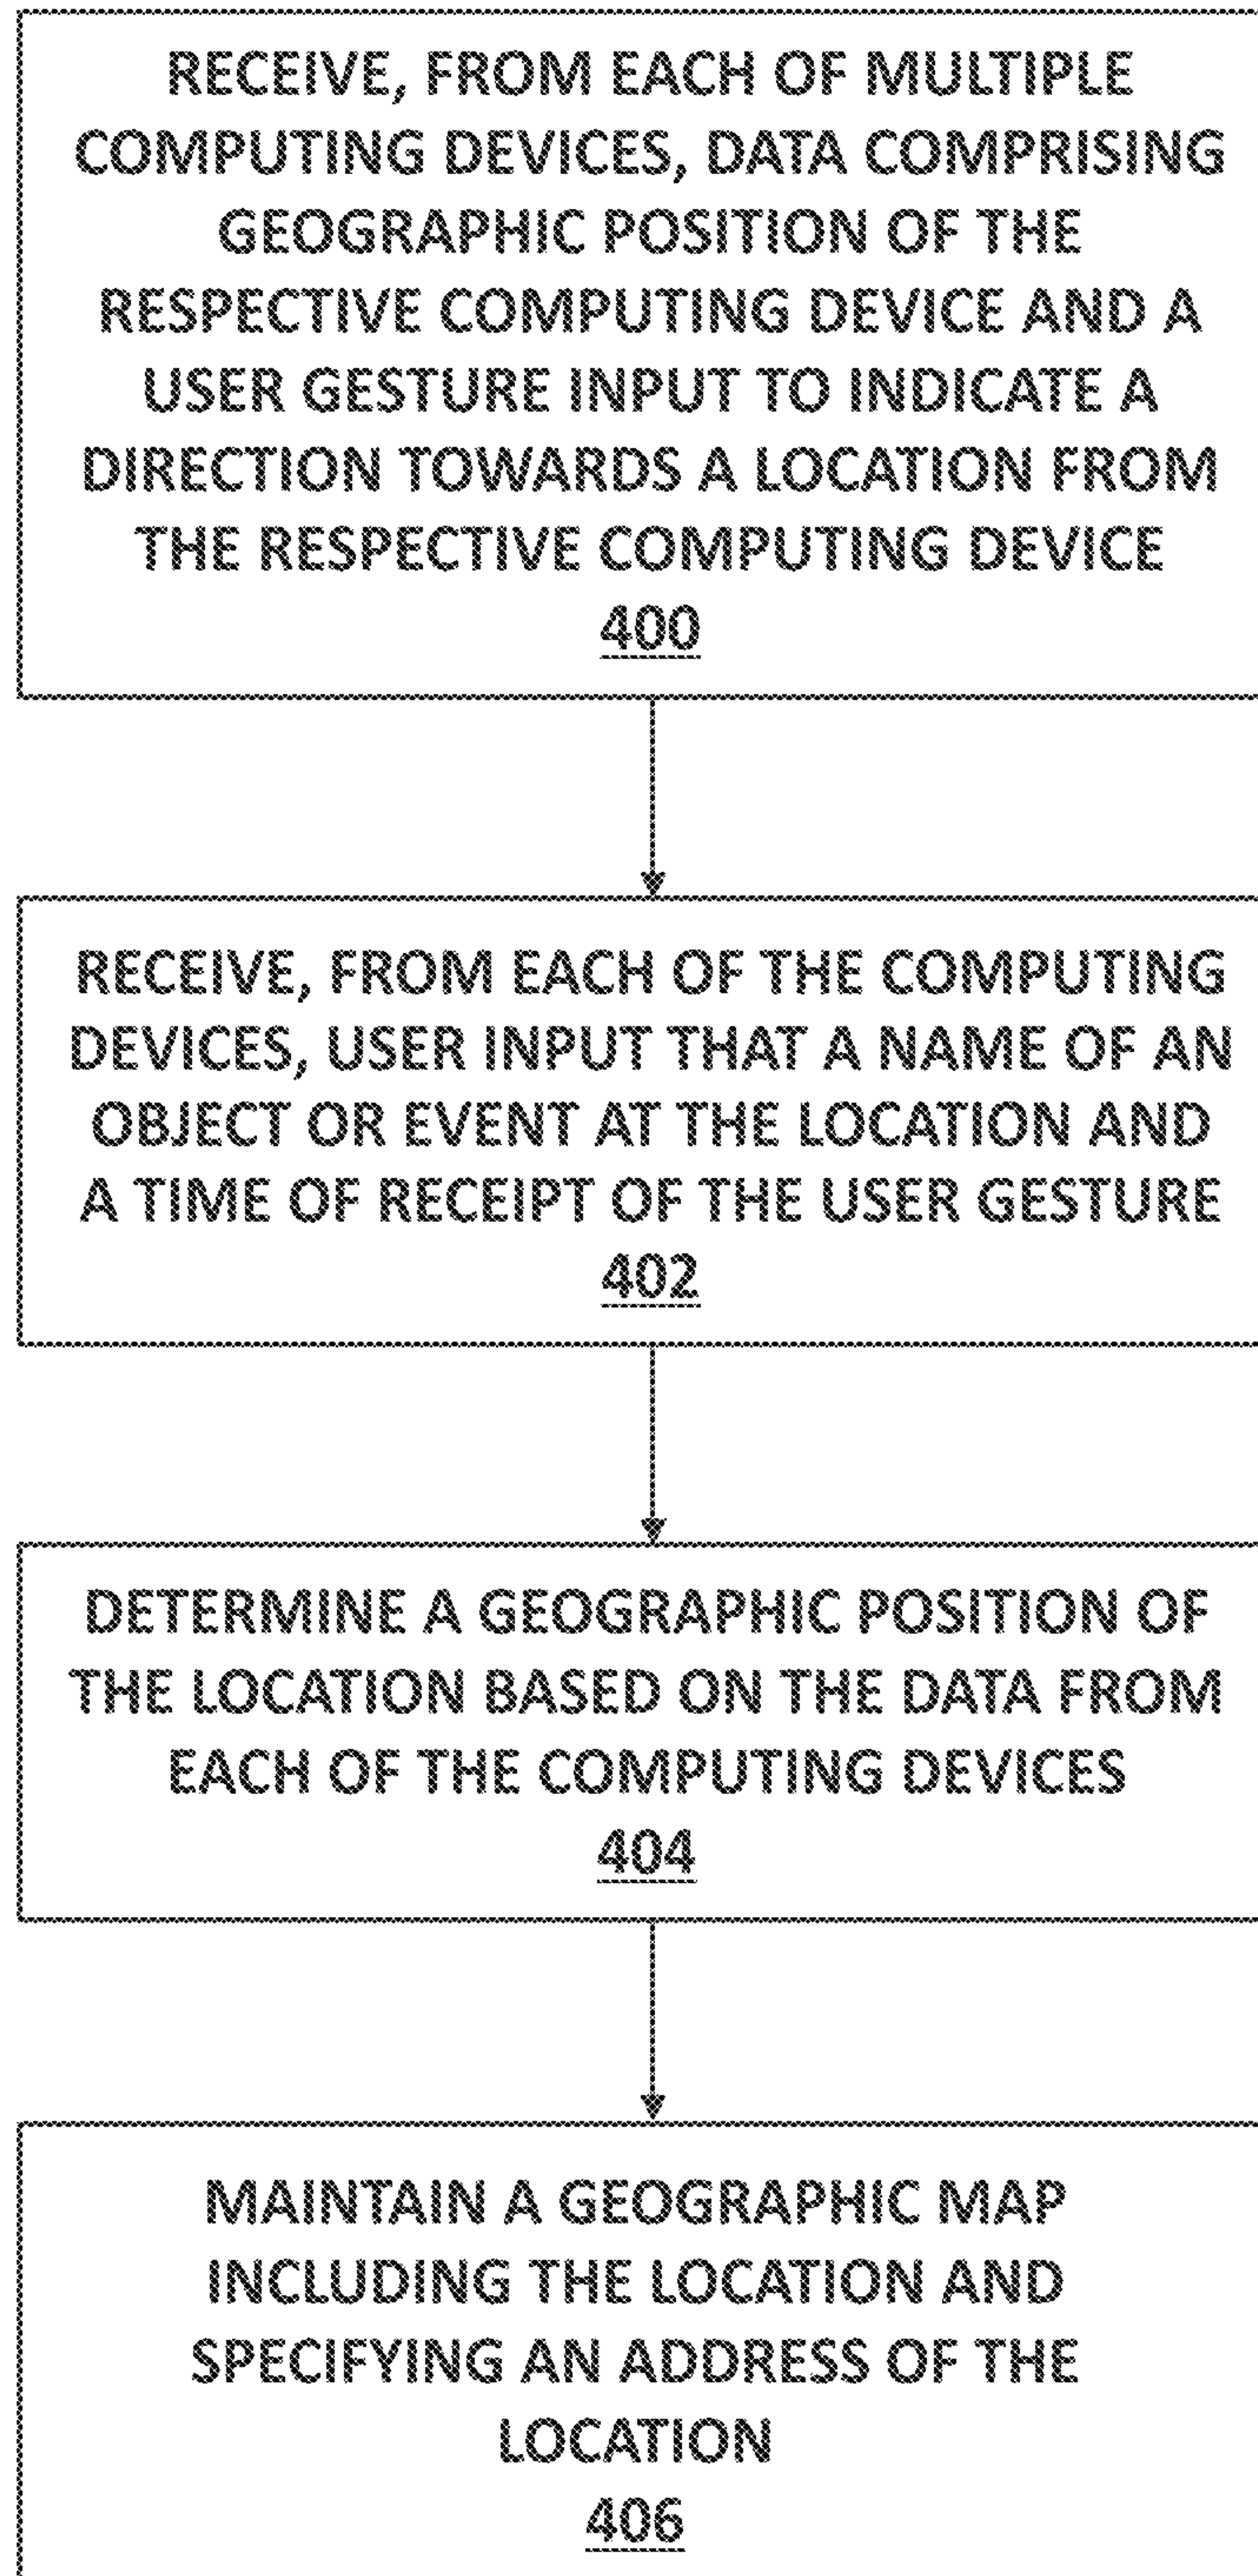 RECEIVE, FROM EACH OF MULTIPLE
COMPUTING DEVICES, DATA COMPRISING
GEOGRAPHIC POSITION OF THE
RESPECTIVE COMPUTING DEVICE AND A
USER GESTURE INPUT TO INDICATE A
DIRECTION TOWARDS A LOCATION FROM
THE RESPECTIVE COMPUTING DEVICE
400
RECEIVE, FROM EACH OF THE COMPUTING
DEVICES, USER INPUT THAT A NAME OF AN
OBJECT OR EVENT AT THE LOCATION AND
A TIME OF RECEIPT OF THE USER GESTURE
402
DETERMINE A GEOGRAPHIC POSITION OF
THE LOCATION BASED ON THE DATA FROM
EACH OF THE COMPUTING DEVICES
404
MAINTAIN A GEOGRAPHIC MAP
INCLUDING THE LOCATION AND
SPECIFYING AN ADDRESS OF THE
LOCATION
406